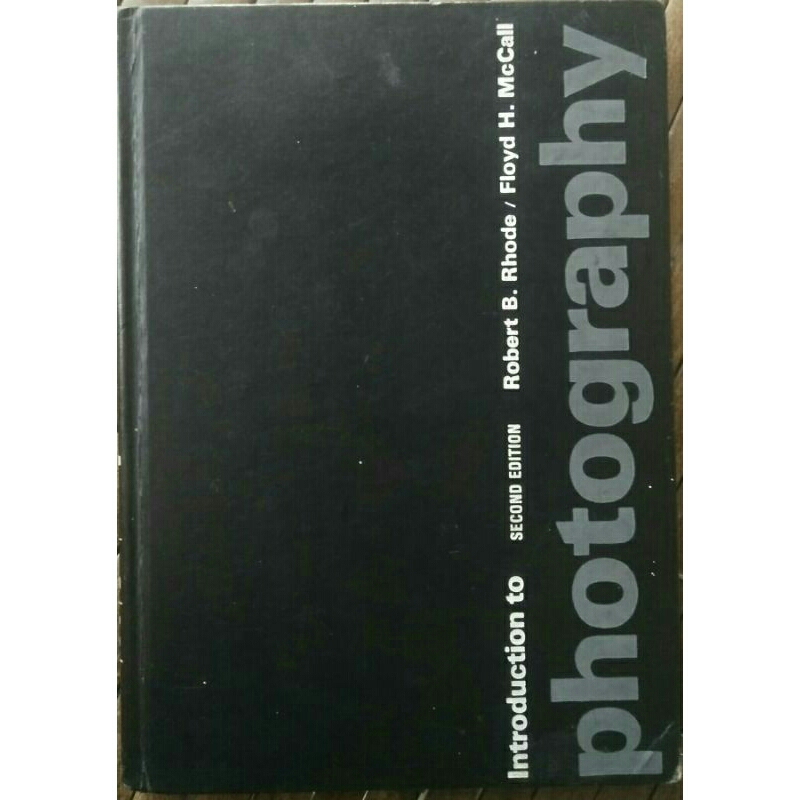 Introduction to SECOND EDITION Robert B. Rhode / Floyd H. McCall
photography